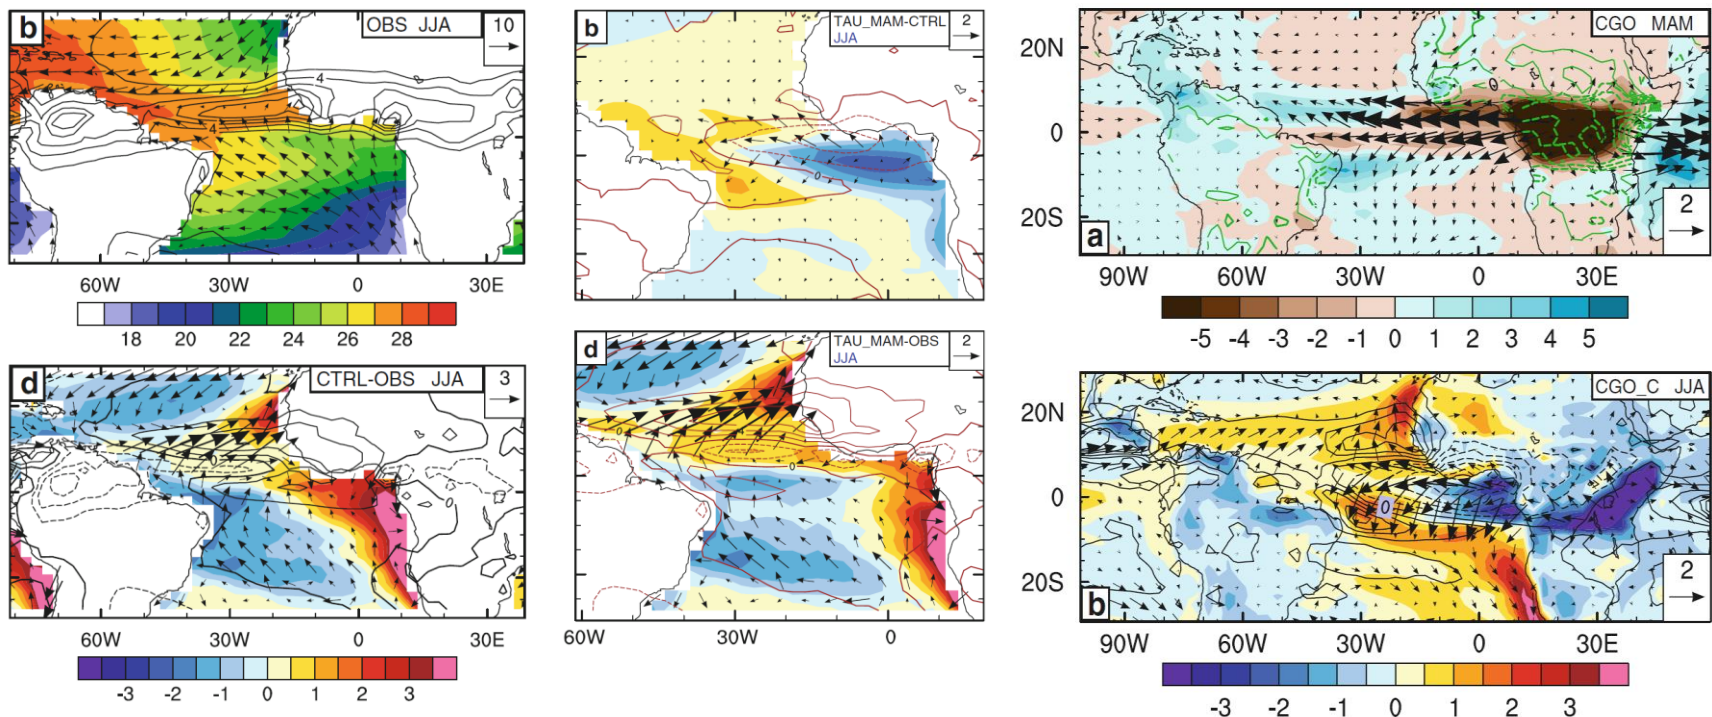 b OBS JJA 10
4
4
60W 30W 0 30E
18 20 22 24 26 28
d CTRL-OBS JJA 3
0
60W 30W 0 30E
-3 -2 -1 0 1 2 3
b TAU_MAM-CTRL 2
JJA
0
d TAU_MAM-OBS 2
JJA
0
0
60W 30W 0
CGO MAM
20N
0
0
20S
a 2
90W 60W 30W 0 30E
-5 -4 -3 -2 -1 0 1 2 3 4 5
CGO_C JJA
20N
0
0
20S
b 2
90W 60W 30W 0 30E
-3 -2 -1 0 1 2 3